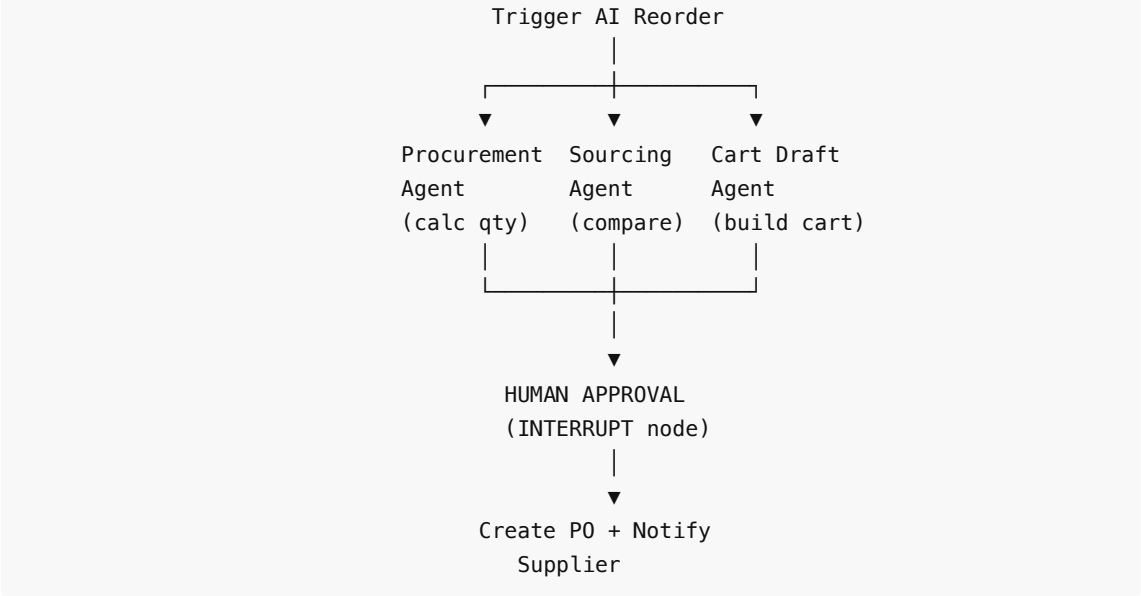 Trigger AI Reorder
Procurement Sourcing Cart Draft
Agent Agent Agent
(calc qty) (compare) (build cart)
HUMAN APPROVAL
(INTERRUPT node)
Create PO + Notify
Supplier